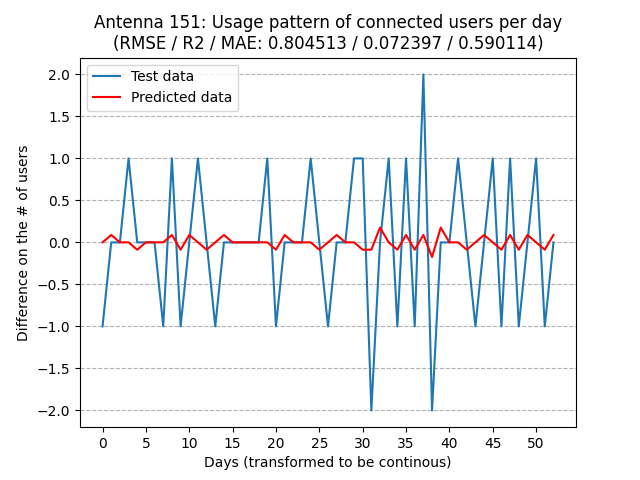 Antenna 151: Usage pattern of connected users per day
(RMSE / R2 / MAE: 0.804513 / 0.072397 / 0.590114)
Test data
Predicted data
Difference on the # of users
2.0
1.5
1.0
0.5
0.0
−0.5
−1.0
−1.5
−2.0
0 5 10 15 20 25 30 35 40 45 50
Days (transformed to be continous)